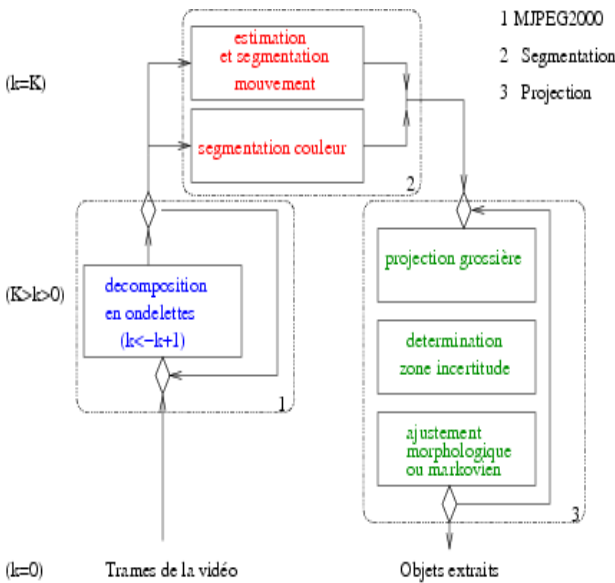 1 MJPEG2000
2 Segmentation
3 Projection
(k=K)
estimation
et segmentation
mouvement
segmentation couleur
2
(K>k>0)
decomposition
en ondelettes
(k<-k+1)
1
projection grossière
determination
zone incertitude
ajustement
morphologique
ou markovien
3
(k=0)
Trames de la vidéo
Objets extraits